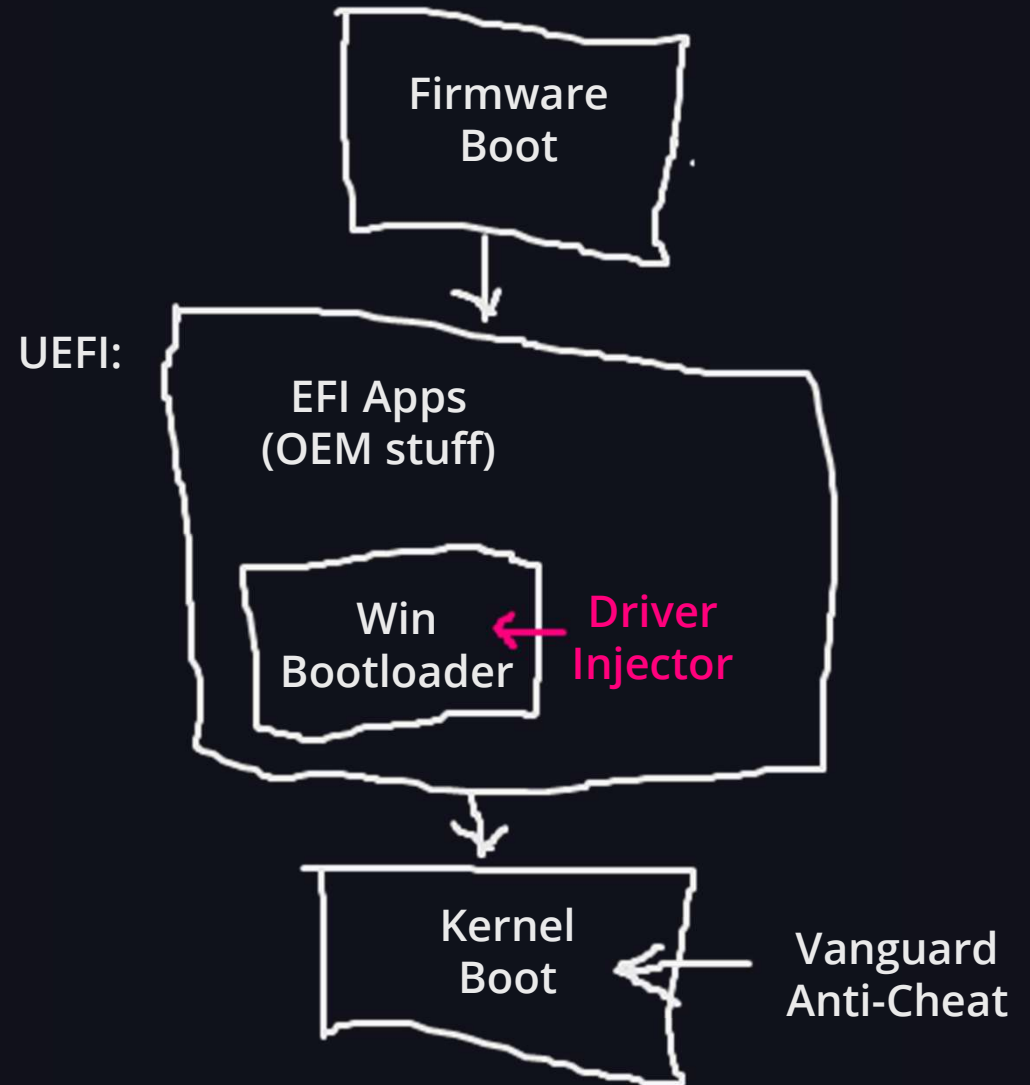 Firmware
Boot
UEFI:
EFI Apps
(OEM stuff)
Win
Bootloader
Driver
Injector
Kernel
Boot
Vanguard
Anti-Cheat